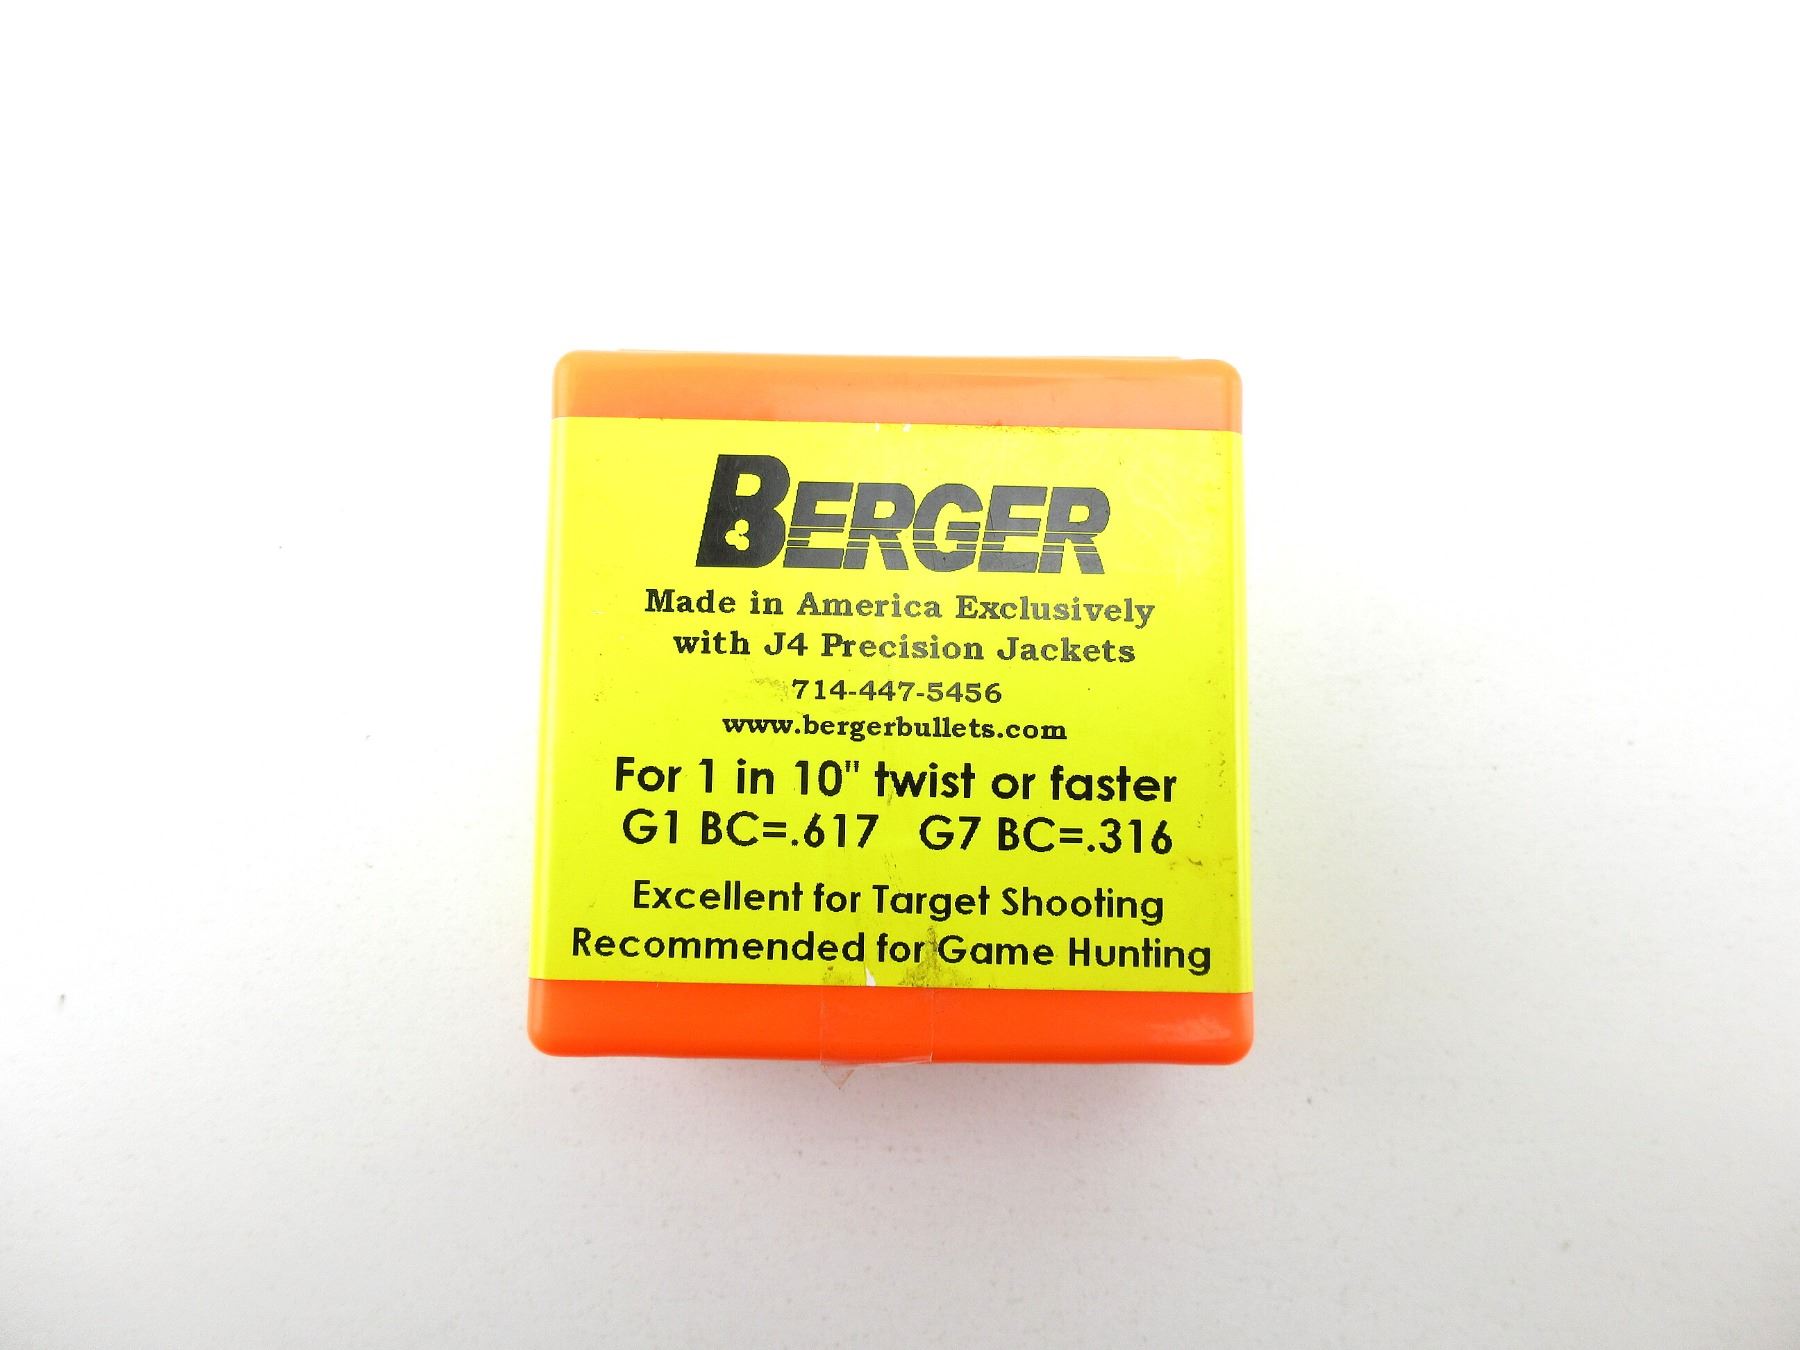 BERGER
Made in America Exclusively
with J4 Precision Jackets
714-447-5456
www.bergerbullets.com
For 1 in 10" twist or faster
G1 BC=.617 G7 BC=.316
Excellent for Target Shooting
Recommended for Game Hunting